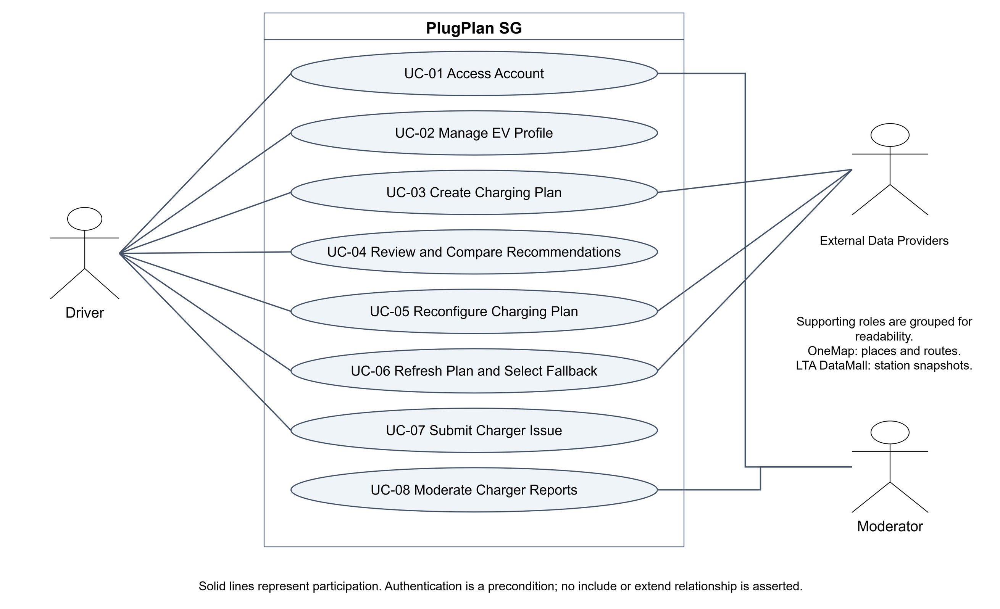 PlugPlan SG
UC-01 Access Account
UC-02 Manage EV Profile
UC-03 Create Charging Plan
UC-04 Review and Compare Recommendations
UC-05 Reconfigure Charging Plan
UC-06 Refresh Plan and Select Fallback
UC-07 Submit Charger Issue
UC-08 Moderate Charger Reports
Driver
External Data Providers
Supporting roles are grouped for
readability.
OneMap: places and routes.
LTA DataMall: station snapshots.
Moderator
Solid lines represent participation. Authentication is a precondition; no include or extend relationship is asserted.